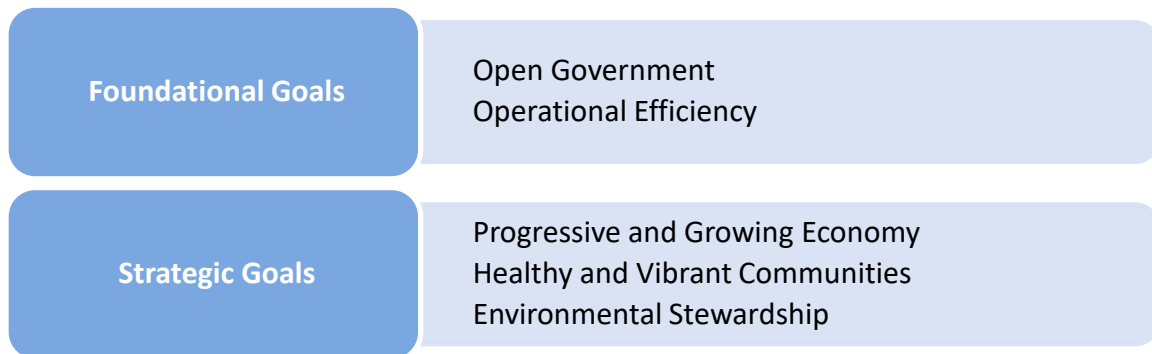 Foundational Goals
Open Government
Operational Efficiency
Strategic Goals
Progressive and Growing Economy
Healthy and Vibrant Communities
Environmental Stewardship